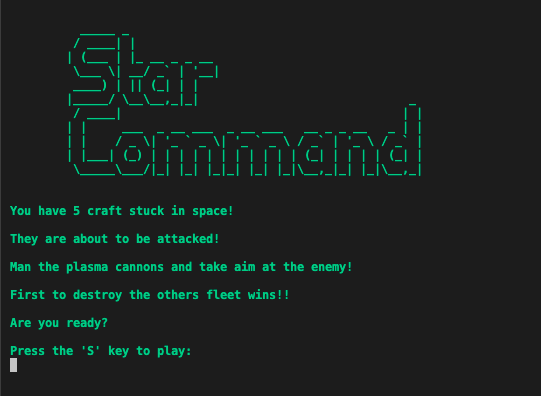 Star
Command
You have 5 craft stuck in space!
They are about to be attacked!
Man the plasma cannons and take aim at the enemy!
First to destroy the others fleet wins!!
Are you ready?
Press the 'S' key to play: